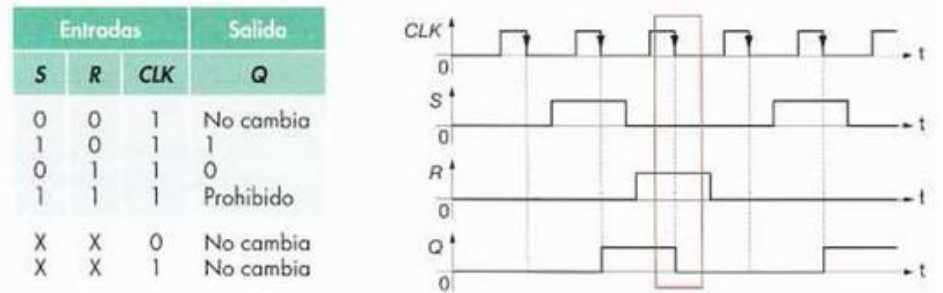 Entradas Salida
S R CLK Q
0 0 1 No cambia
1 0 1 1
0 1 1 0
1 1 1 Prohibido
X X 0 No cambia
X X 1 No cambia
CLK
0 t
S
0 t
R
0 t
Q
0 t